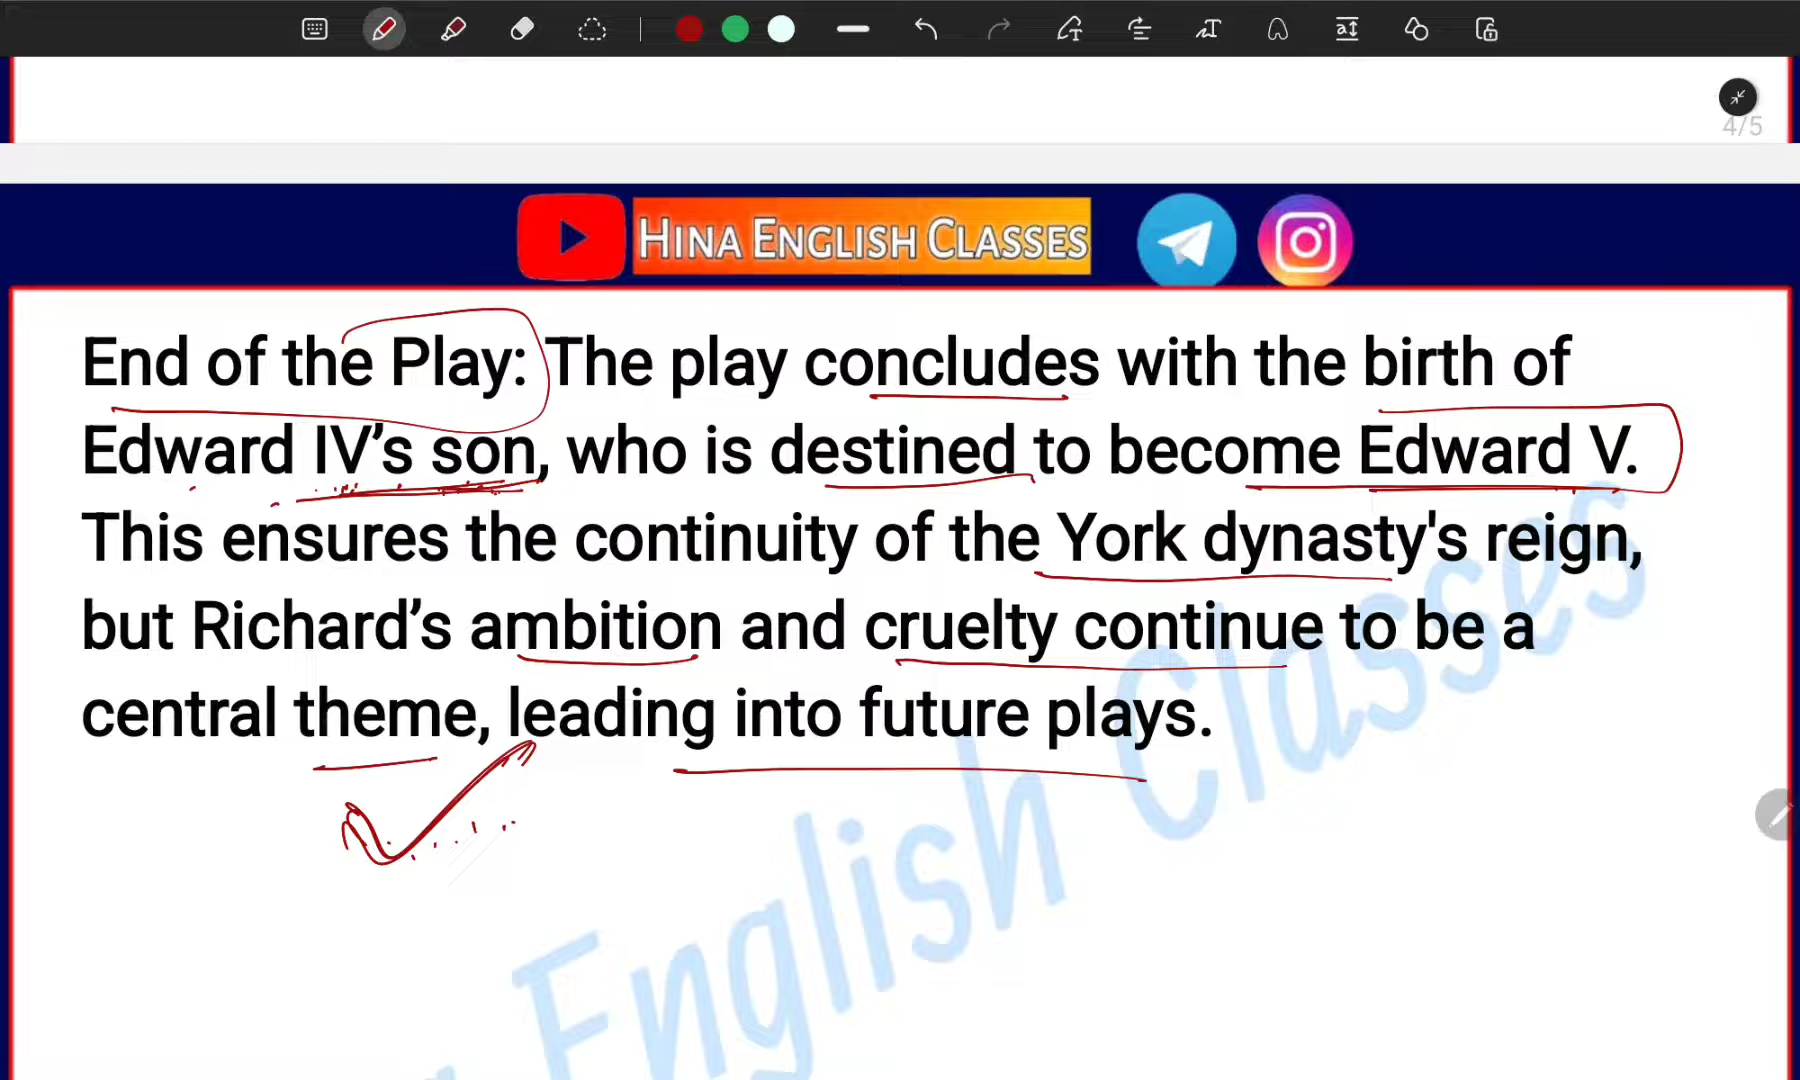 4/5
HINA ENGLISH CLASSES
End of the Play: The play concludes with the birth of
Edward IV’s son, who is destined to become Edward V.
This ensures the continuity of the York dynasty's reign,
but Richard’s ambition and cruelty continue to be a
central theme, leading into future plays.
English Classes